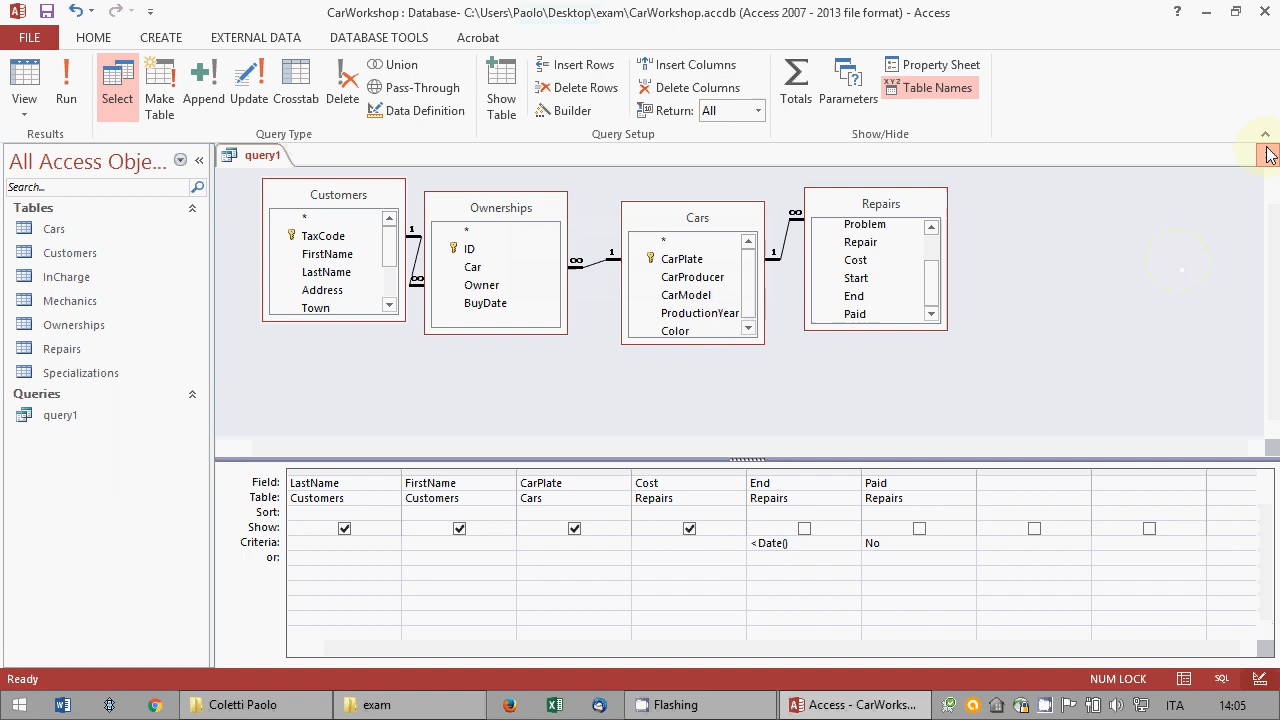 CarWorkshop : Database- C:\Users\Paolo\Desktop\exam\CarWorkshop.accdb (Access 2007 - 2013 file format) - Access
FILE HOME CREATE EXTERNAL DATA DATABASE TOOLS Acrobat
View
Run
Select
Make
Table
Append
Update
Crosstab
Delete
Union
Pass-Through
Data Definition
Show
Table
Insert Rows
Delete Rows
Builder
Insert Columns
Delete Columns
Return: All
Totals
Parameters
Property Sheet
Table Names
Results
Query Type
Query Setup
Show/Hide
All Access Obje...
Search...
Tables
Cars
Customers
InCharge
Mechanics
Ownerships
Repairs
Specializations
Queries
query1
query1
Customers
*
TaxCode
FirstName
LastName
Address
Town
1
∞
Ownerships
*
ID
Car
Owner
BuyDate
∞
1
Cars
*
CarPlate
CarProducer
CarModel
ProductionYear
Color
1
∞
Repairs
Problem
Repair
Cost
Start
End
Paid
Field: LastName FirstName CarPlate Cost End Paid
Table: Customers Customers Cars Repairs Repairs Repairs
Sort:
Show:
Criteria: <Date() No
or:
Ready
NUM LOCK
SQL
Coletti Paolo
exam
Flashing
Access - CarWorks...
ITA
14:05